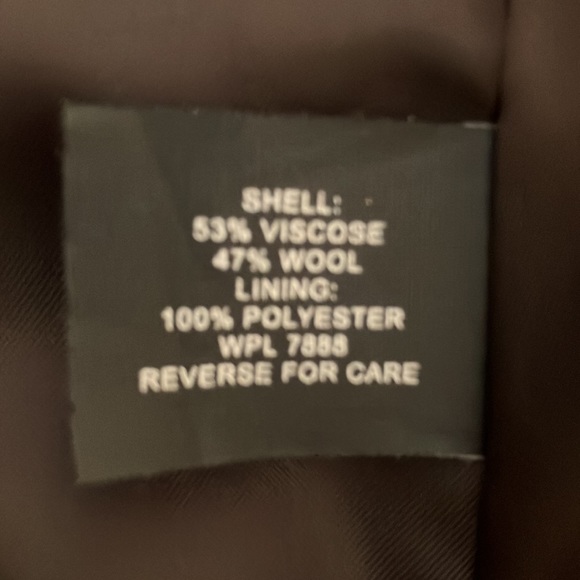 SHELL:
53% VISCOSE
47% WOOL
LINING:
100% POLYESTER
WPL 7888
REVERSE FOR CARE